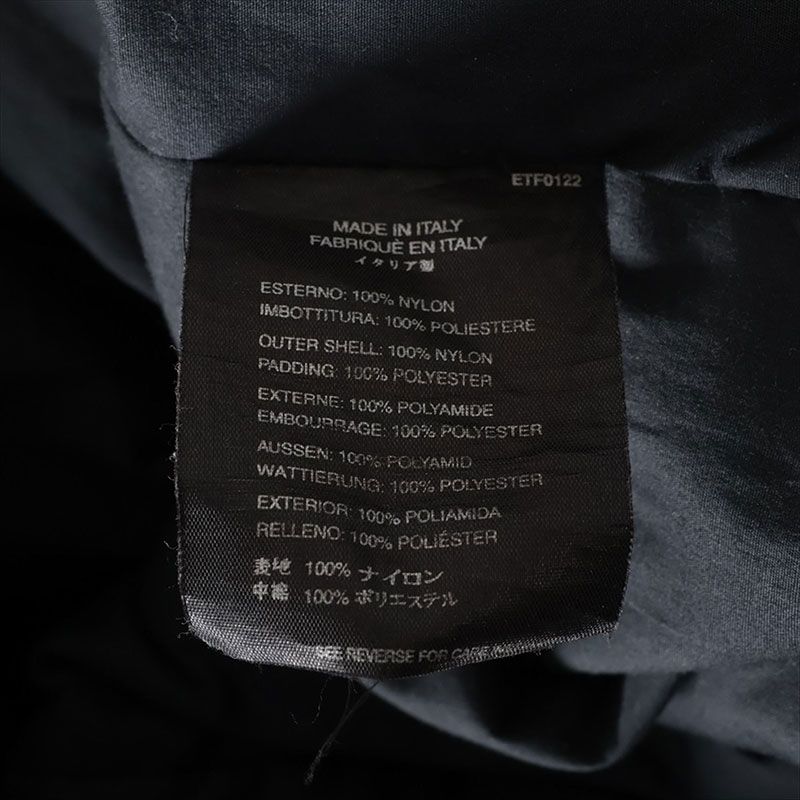 ETF0122
MADE IN ITALY
FABRIQUÈ EN ITALY
イタリア製
ESTERNO: 100% NYLON
IMBOTTITURA: 100% POLIESTERE
OUTER SHELL: 100% NYLON
PADDING: 100% POLYESTER
EXTERNE: 100% POLYAMIDE
EMBOURRAGE: 100% POLYESTER
AUSSEN: 100% POLYAMID
WATTIERUNG: 100% POLYESTER
EXTERIOR: 100% POLIAMIDA
RELLENO: 100% POLIÉSTER
表地 100% ナイロン
中綿 100% ポリエステル
SEE REVERSE FOR CARE